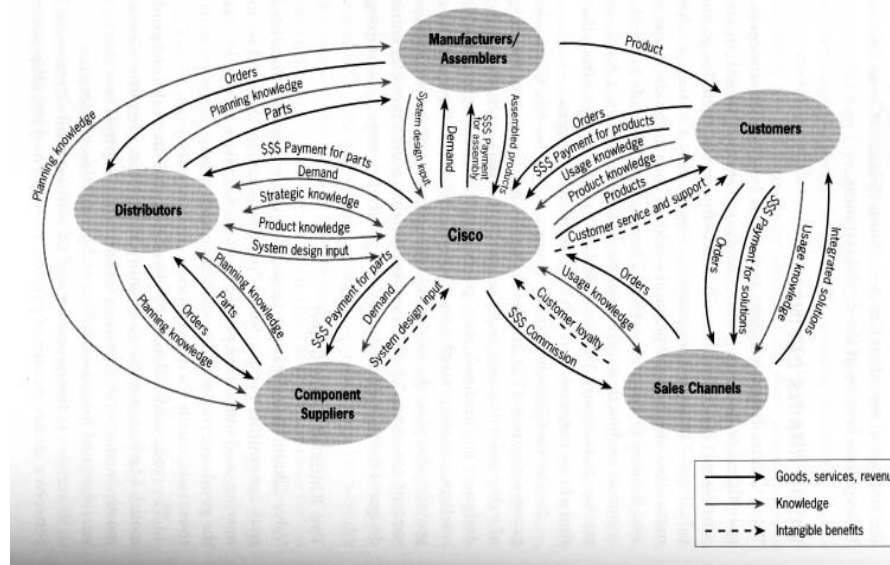 Manufacturers/
Assemblers
Product
Customers
Orders
Planning knowledge
Parts
Planning knowledge
System design input
Demand
$$$ Payment
for assembly
Assembled products
Orders
$$$ Payment for products
Usage knowledge
Product knowledge
Products
Customer service and support
$$$ Payment for parts
Demand
Strategic knowledge
Product knowledge
System design input
Distributors
Cisco
Planning knowledge
Parts
Orders
Planning knowledge
$$$ Payment for parts
Demand
System design input
Orders
Usage knowledge
Customer loyalty
$$$ Commission
Orders
$$$ Payment for solutions
Usage knowledge
Integrated solutions
Component
Suppliers
Sales Channels
Goods, services, revenu
Knowledge
Intangible benefits